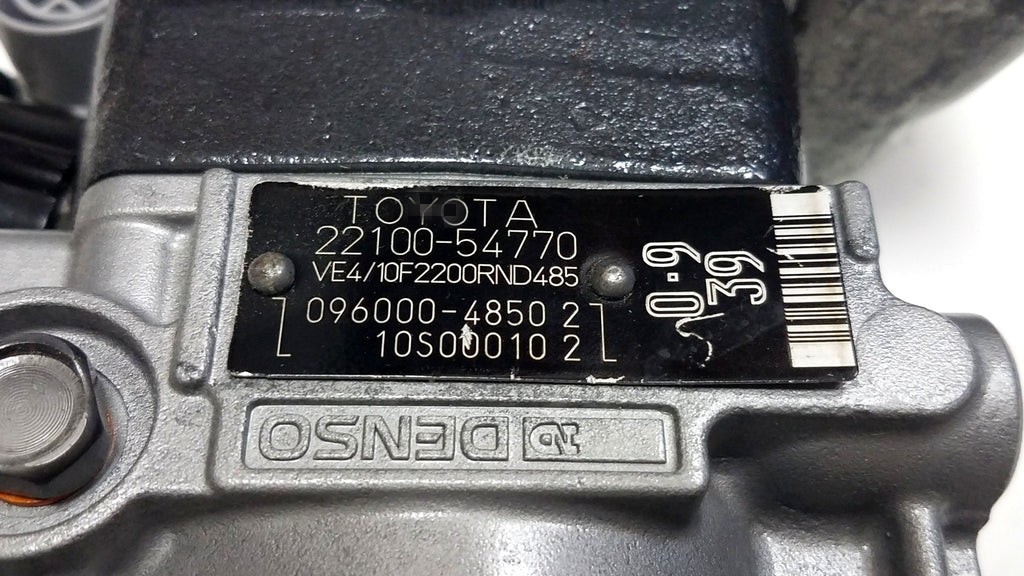 TOYOTA
22100-54770
VE4/10F2200RND485
096000-4850 2
10S00010 2
0-9
39
DENSO